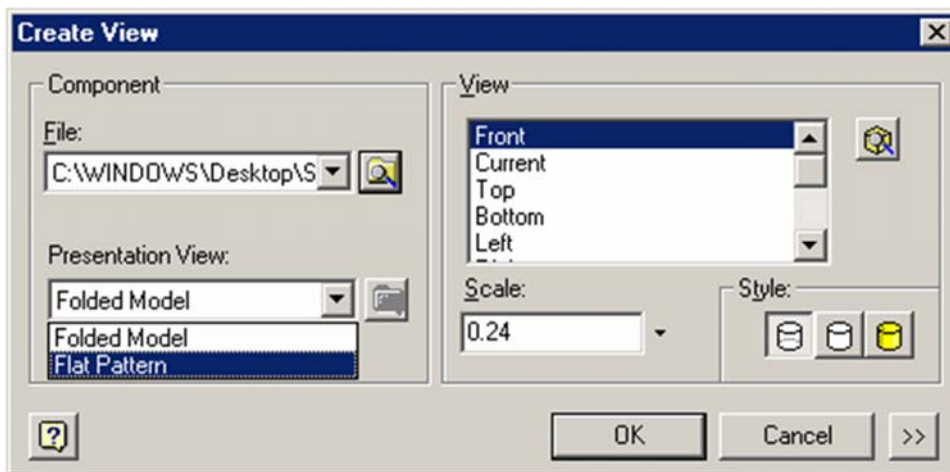 Create View
Component
File:
C:\WINDOWS\Desktop\S
Presentation View:
Folded Model
Folded Model
Flat Pattern
View
Front
Current
Top
Bottom
Left
Scale:
0.24
Style:
OK
Cancel
>>